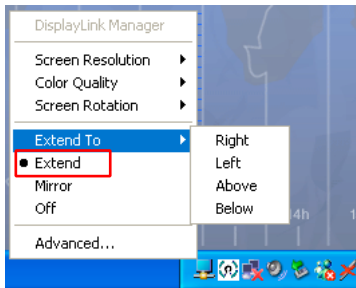 DisplayLink Manager
Screen Resolution
Color Quality
Screen Rotation
Extend To
Right
Extend
Left
Mirror
Above
Off
Below
4h
1
Advanced...